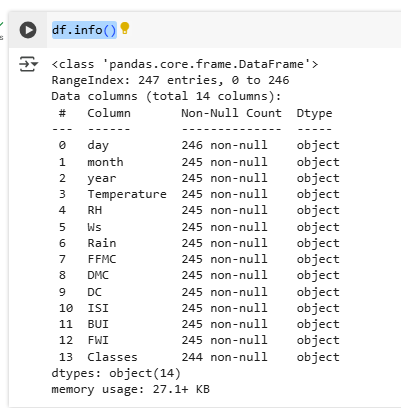 df.info()
<class 'pandas.core.frame.DataFrame'>
RangeIndex: 247 entries, 0 to 246
Data columns (total 14 columns):
 #   Column       Non-Null Count  Dtype
---  ------       --------------  -----
 0   day          246 non-null    object
 1   month        245 non-null    object
 2   year         245 non-null    object
 3   Temperature  245 non-null    object
 4   RH           245 non-null    object
 5   Ws           245 non-null    object
 6   Rain         245 non-null    object
 7   FFMC         245 non-null    object
 8   DMC          245 non-null    object
 9   DC           245 non-null    object
 10  ISI          245 non-null    object
 11  BUI          245 non-null    object
 12  FWI          245 non-null    object
 13  Classes      244 non-null    object
dtypes: object(14)
memory usage: 27.1+ KB